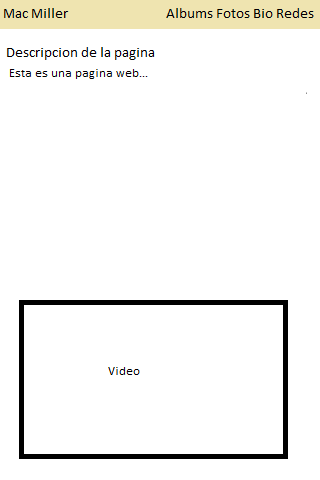 Mac Miller Albums Fotos Bio Redes
Descripcion de la pagina
Esta es una pagina web...
Video